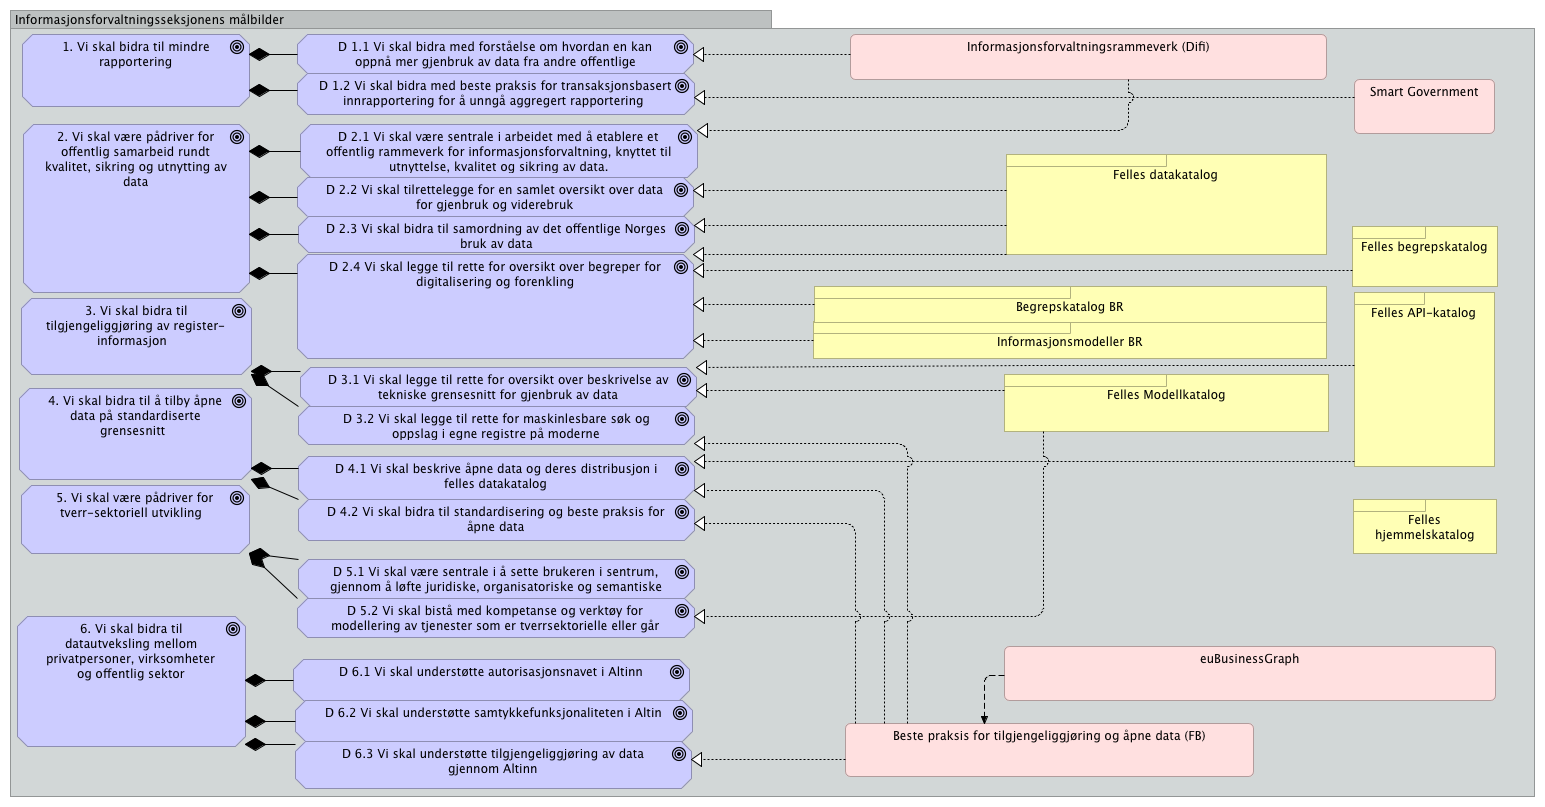 Informasjonsforvaltningsseksjonens målbilder
1. Vi skal bidra til mindre
rapportering
D 1.1 Vi skal bidra med forståelse om hvordan en kan
oppnå mer gjenbruk av data fra andre offentlige
D 1.2 Vi skal bidra med beste praksis for transaksjonsbasert
innrapportering for å unngå aggregert rapportering
Informasjonsforvaltningsrammeverk (Difi)
Smart Government
2. Vi skal være pådriver for
offentlig samarbeid rundt
kvalitet, sikring og utnytting av
data
D 2.1 Vi skal være sentrale i arbeidet med å etablere et
offentlig rammeverk for informasjonsforvaltning, knyttet til
utnyttelse, kvalitet og sikring av data.
D 2.2 Vi skal tilrettelegge for en samlet oversikt over data
for gjenbruk og viderebruk
D 2.3 Vi skal bidra til samordning av det offentlige Norges
bruk av data
D 2.4 Vi skal legge til rette for oversikt over begreper for
digitalisering og forenkling
Felles datakatalog
Felles begrepskatalog
Begrepskatalog BR
Informasjonsmodeller BR
Felles API-katalog
3. Vi skal bidra til
tilgjengeliggjøring av register-
informasjon
D 3.1 Vi skal legge til rette for oversikt over beskrivelse av
tekniske grensesnitt for gjenbruk av data
D 3.2 Vi skal legge til rette for maskinlesbare søk og
oppslag i egne registre på moderne
Felles Modellkatalog
4. Vi skal bidra til å tilby åpne
data på standardiserte
grensesnitt
D 4.1 Vi skal beskrive åpne data og deres distribusjon i
felles datakatalog
D 4.2 Vi skal bidra til standardisering og beste praksis for
åpne data
Felles
hjemmelskatalog
5. Vi skal være pådriver for
tverr-sektoriell utvikling
D 5.1 Vi skal være sentrale i å sette brukeren i sentrum,
gjennom å løfte juridiske, organisatoriske og semantiske
D 5.2 Vi skal bistå med kompetanse og verktøy for
modellering av tjenester som er tverrsektorielle eller går
6. Vi skal bidra til
datautveksling mellom
privatpersoner, virksomheter
og offentlig sektor
D 6.1 Vi skal understøtte autorisasjonsnavet i Altinn
D 6.2 Vi skal understøtte samtykkefunksjonaliteten i Altin
D 6.3 Vi skal understøtte tilgjengeliggjøring av data
gjennom Altinn
euBusinessGraph
Beste praksis for tilgjengeliggjøring og åpne data (FB)